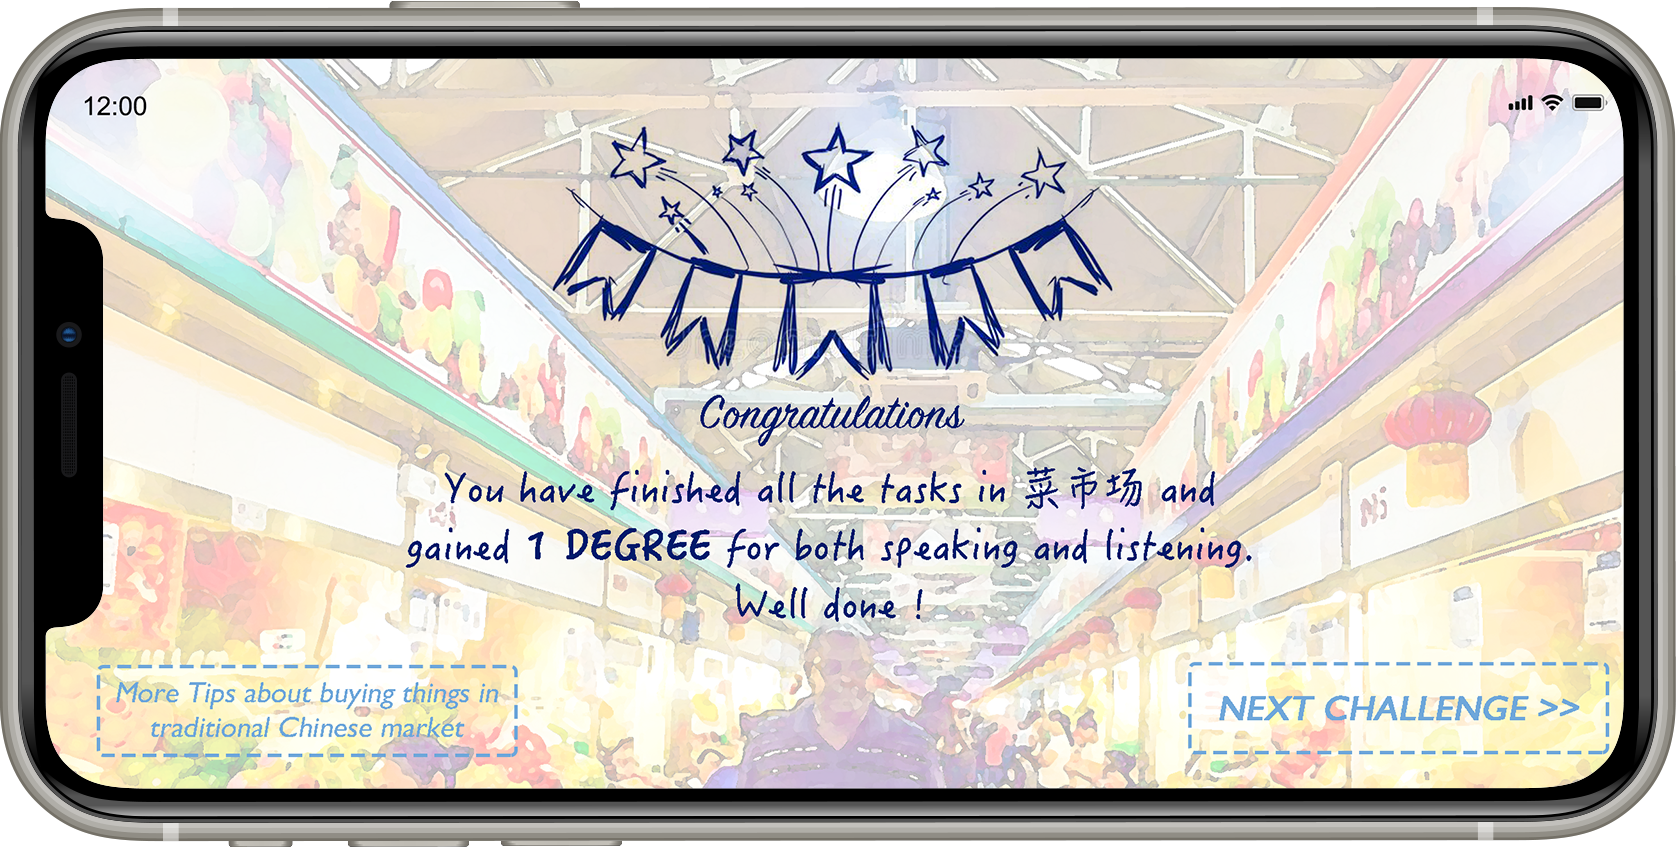 12:00
Congratulations
You have finished all the tasks in 菜市场 and
gained 1 DEGREE for both speaking and listening.
Well done !
More Tips about buying things in
traditional Chinese market
NEXT CHALLENGE >>